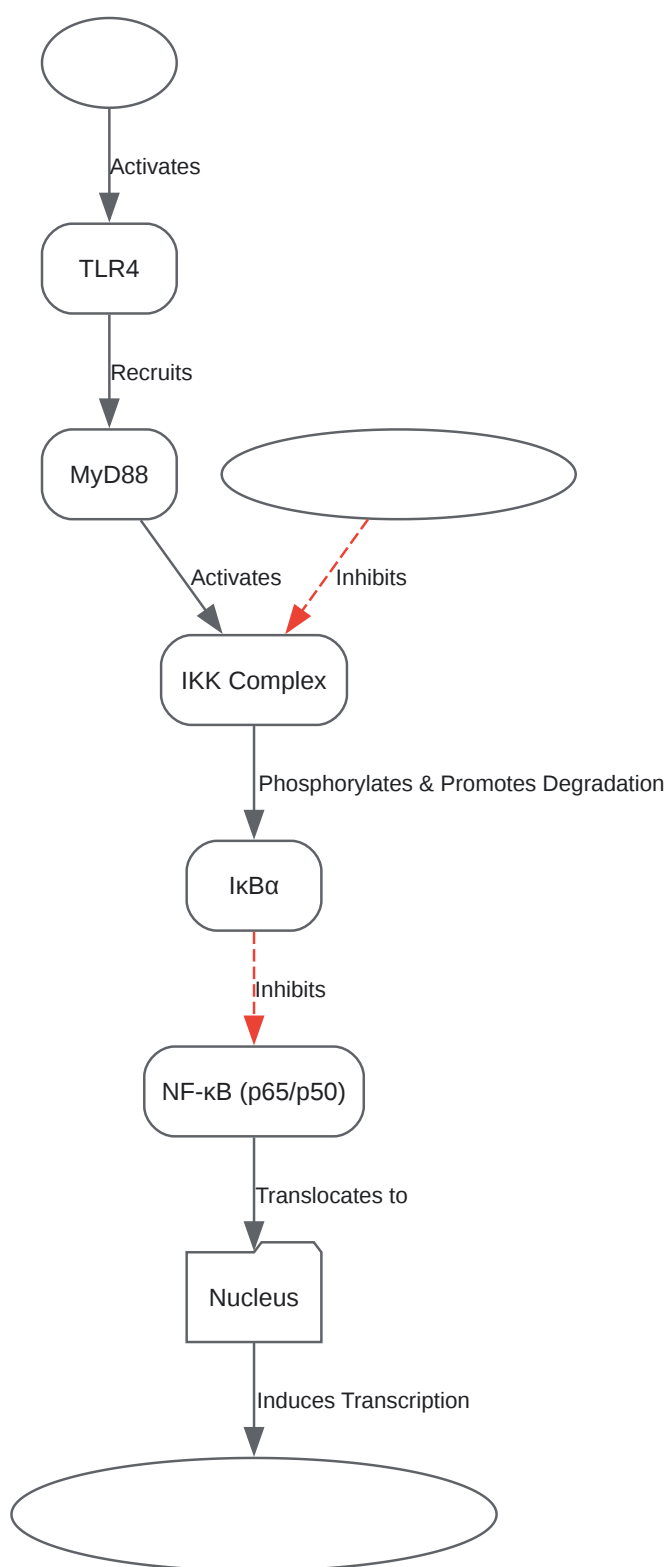 Activates
TLR4
Recruits
MyD88
Activates
Inhibits
IKK Complex
Phosphorylates & Promotes Degradation
IκBα
Inhibits
NF-κB (p65/p50)
Translocates to
Nucleus
Induces Transcription